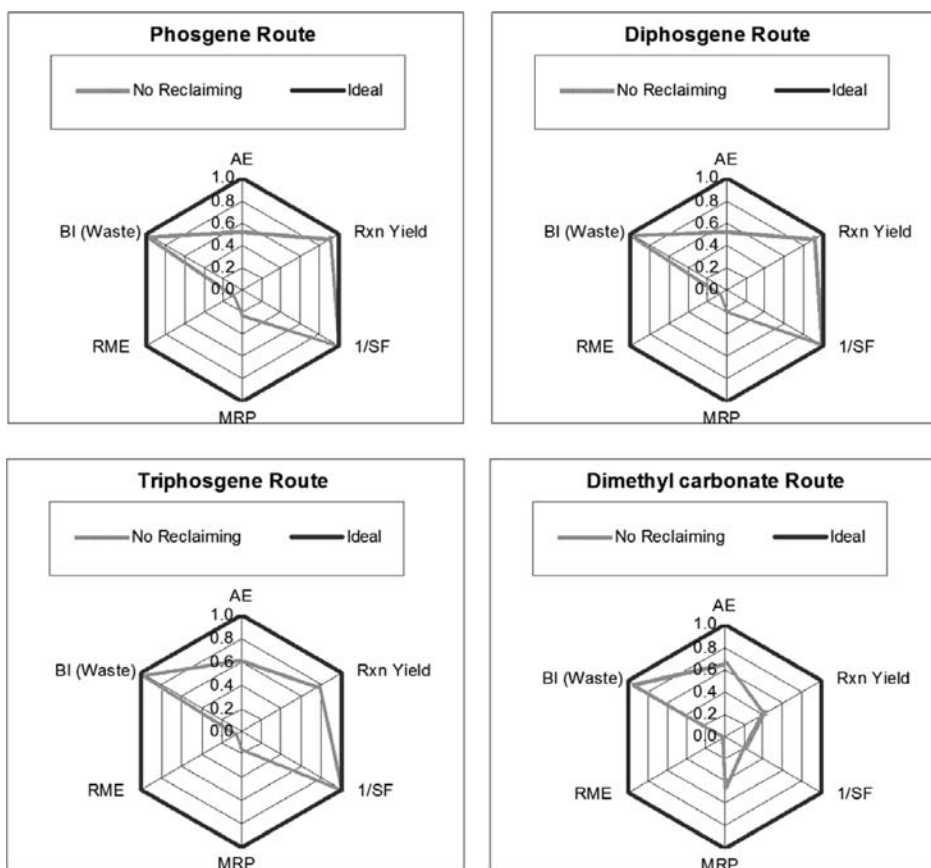 Phosgene Route
No Reclaiming Ideal
AE
1.0
0.8
0.6
0.4
0.2
0.0
BI (Waste)
Rxn Yield
RME
1/SF
MRP
Diphosgene Route
No Reclaiming Ideal
AE
1.0
0.8
0.6
0.4
0.2
0.0
BI (Waste)
Rxn Yield
RME
1/SF
MRP
Triphosgene Route
No Reclaiming Ideal
AE
1.0
0.8
0.6
0.4
0.2
0.0
BI (Waste)
Rxn Yield
RME
1/SF
MRP
Dimethyl carbonate Route
No Reclaiming Ideal
AE
1.0
0.8
0.6
0.4
0.2
0.0
BI (Waste)
Rxn Yield
RME
1/SF
MRP